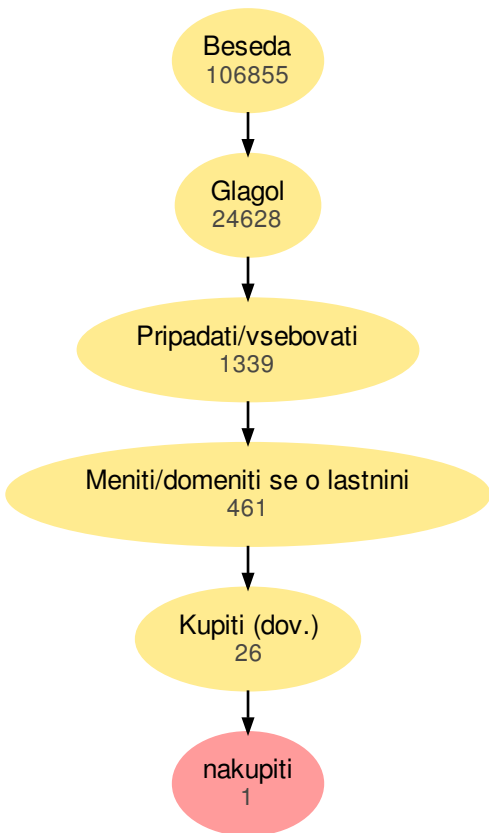 Beseda
106855
Glagol
24628
Pripadati/vsebovati
1339
Meniti/domeniti se o lastnini
461
Kupiti (dov.)
26
nakupiti
1